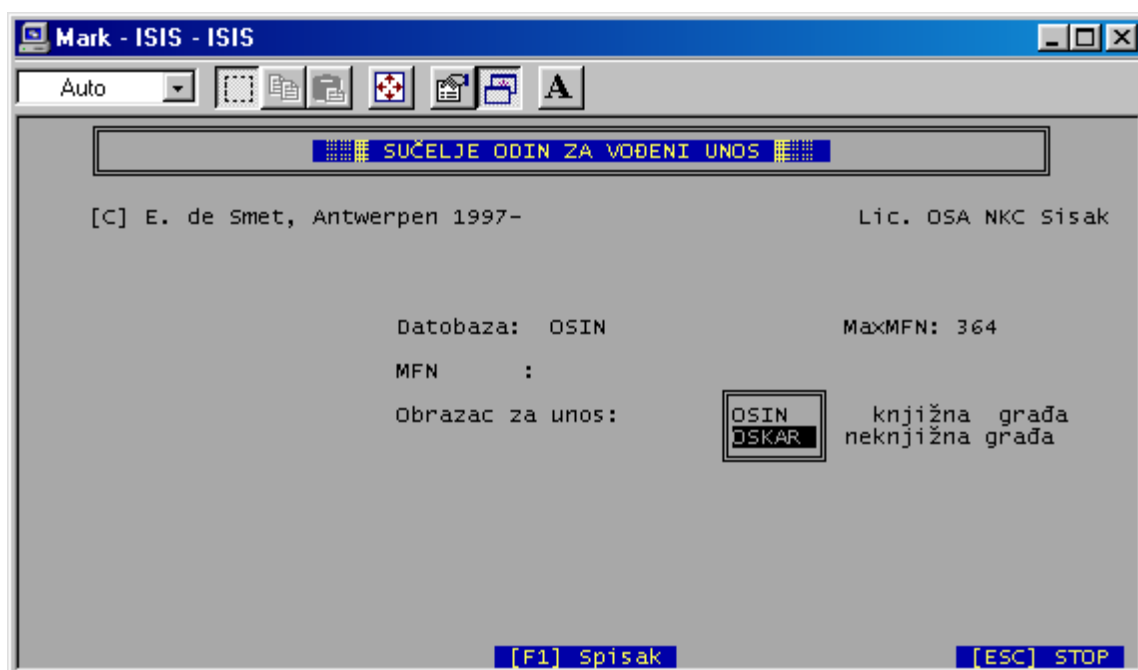 Mark - ISIS - ISIS
Auto
A
SUČELJE ODIN ZA VOĐENI UNOS
[C] E. de Smet, Antwerpen 1997-
Lic. OSA NKC Sisak
Datobaza: OSIN
MaxMFN: 364
MFN :
Obrazac za unos:
OSIN knjižna građa
OSKAR neknjižna građa
[F1] Spisak
[ESC] STOP